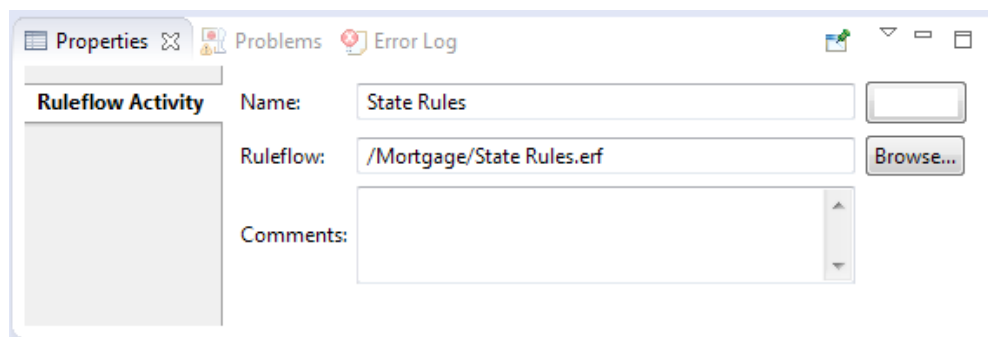 Properties Problems Error Log
Ruleflow Activity Name: State Rules
Ruleflow: /Mortgage/State Rules.erf Browse...
Comments: